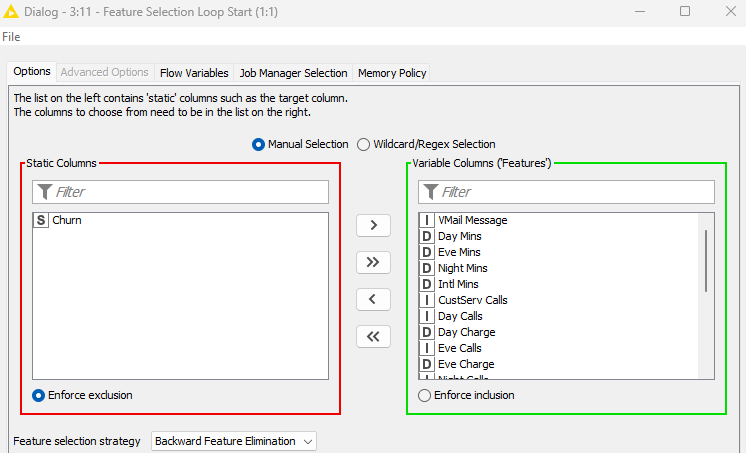 Dialog - 3:11 - Feature Selection Loop Start (1:1)
File
Options Advanced Options Flow Variables Job Manager Selection Memory Policy
The list on the left contains 'static' columns such as the target column.
The columns to choose from need to be in the list on the right.
Manual Selection Wildcard/Regex Selection
Static Columns
Filter
S Churn
Enforce exclusion
>
>>
<
<<
Variable Columns ('Features')
Filter
I VMail Message
D Day Mins
D Eve Mins
D Night Mins
D Intl Mins
I CustServ Calls
I Day Calls
D Day Charge
I Eve Calls
D Eve Charge
I Night Calls
Enforce inclusion
Feature selection strategy Backward Feature Elimination